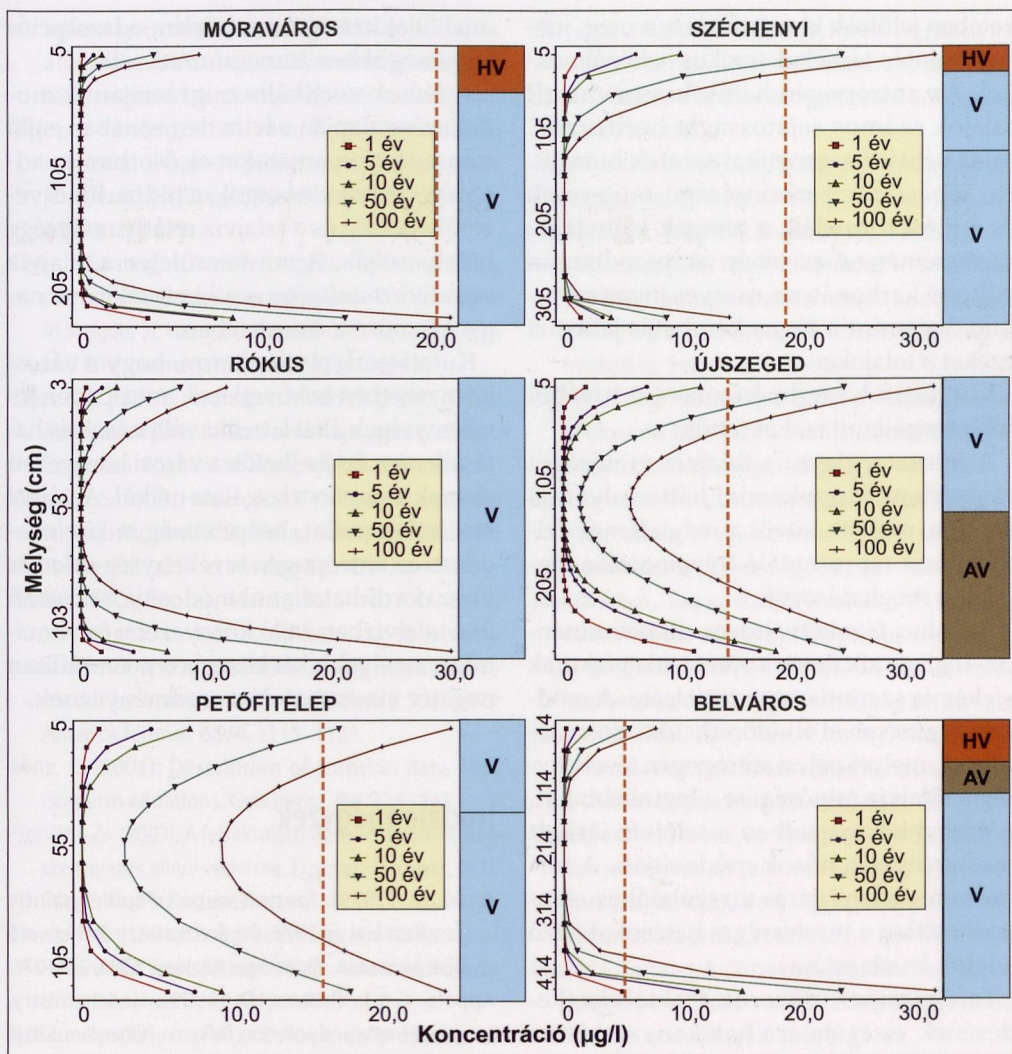 MÓRAVÁROS
5
105
205
0
10,0
20,0
1 év
5 év
10 év
50 év
100 év
HV
V
SZÉCHENYI
5
105
205
305
0
10,0
20,0
30,0
1 év
5 év
10 év
50 év
100 év
HV
V
V
RÓKUS
3
53
103
0
10,0
20,0
30,0
1 év
5 év
10 év
50 év
100 év
V
ÚJSZEGED
5
105
205
0
10,0
20,0
30,0
1 év
5 év
10 év
50 év
100 év
V
AV
PETŐFITELEP
5
55
105
0
10,0
20,0
1 év
5 év
10 év
50 év
100 év
V
BELVÁROS
14
114
214
314
414
0
10,0
20,0
30,0
1 év
5 év
10 év
50 év
100 év
HV
AV
V
Mélység (cm)
Koncentráció (µg/l)